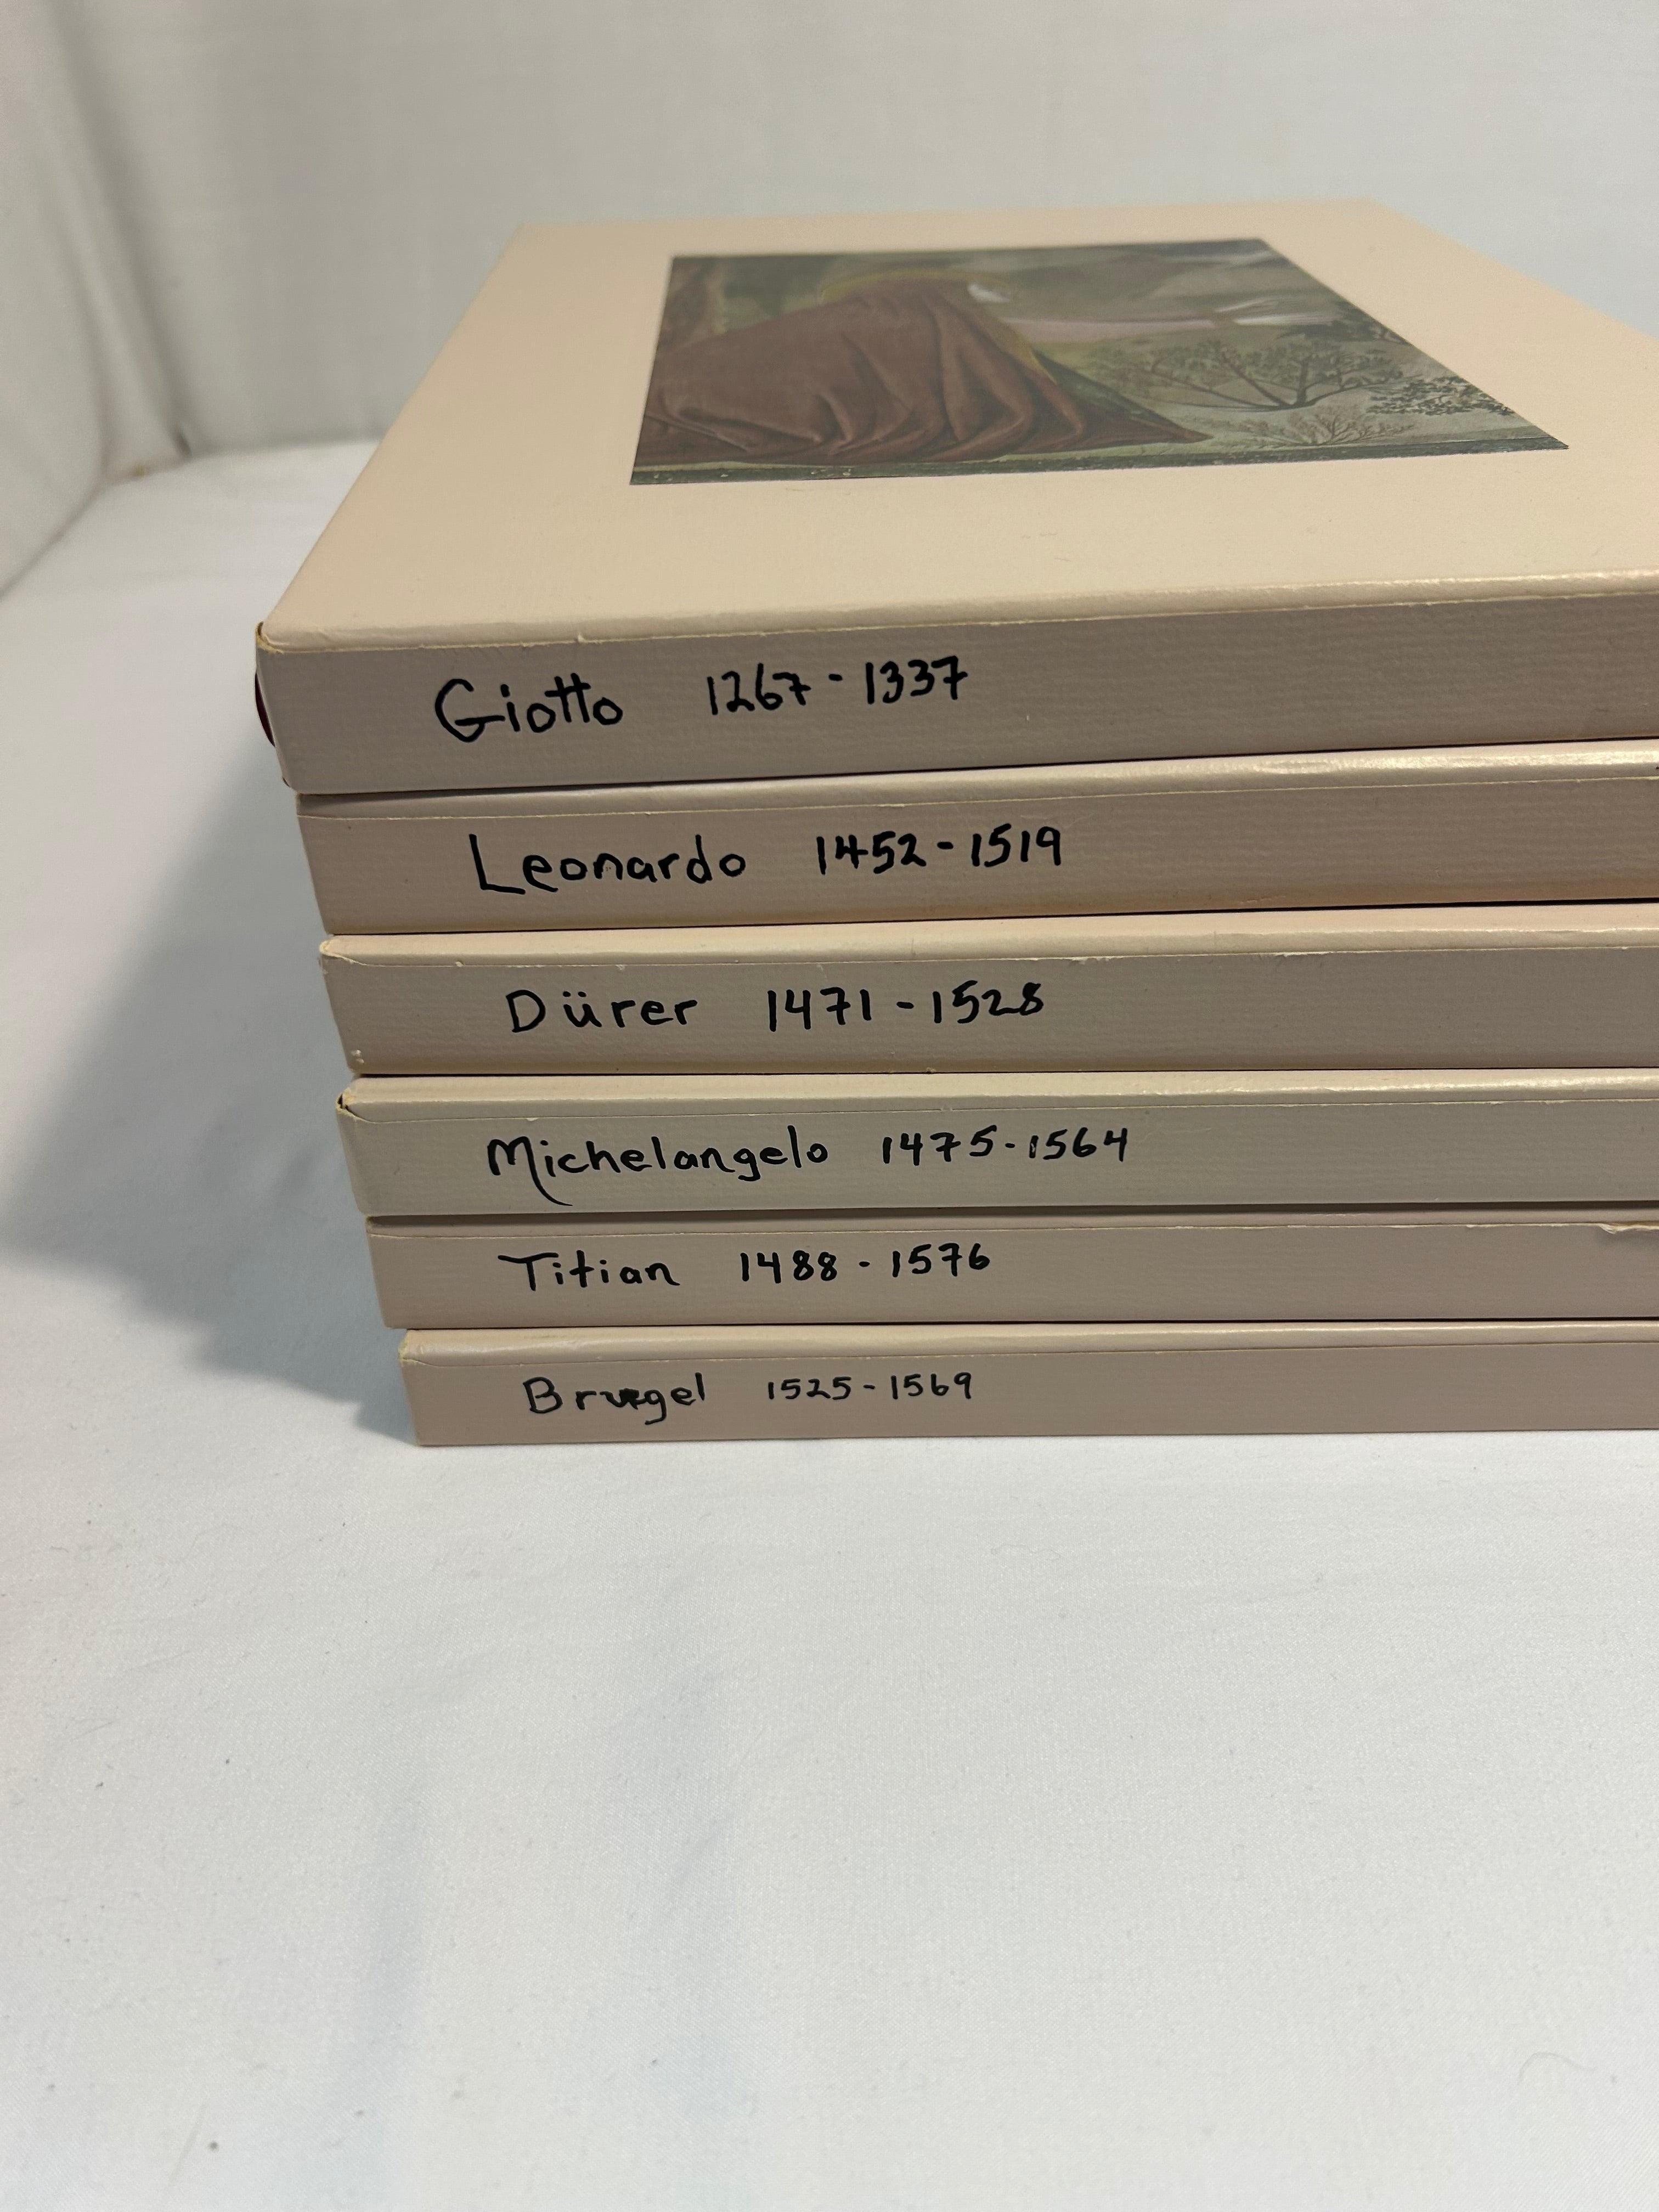 Giotto 1267 - 1337
Leonardo 1452 - 1519
Dürer 1471 - 1528
Michelangelo 1475 - 1564
Titian 1488 - 1576
Bruegel 1525 - 1569